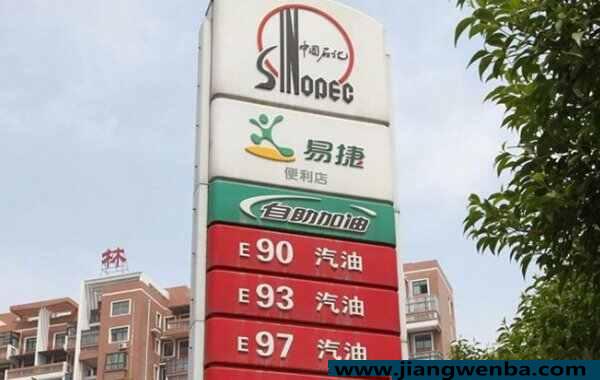 中国石化
SINOPEC
易捷
便利店
自助加油
E 90 汽油
E 93 汽油
E 97 汽油
林
www.jiangwenba.com